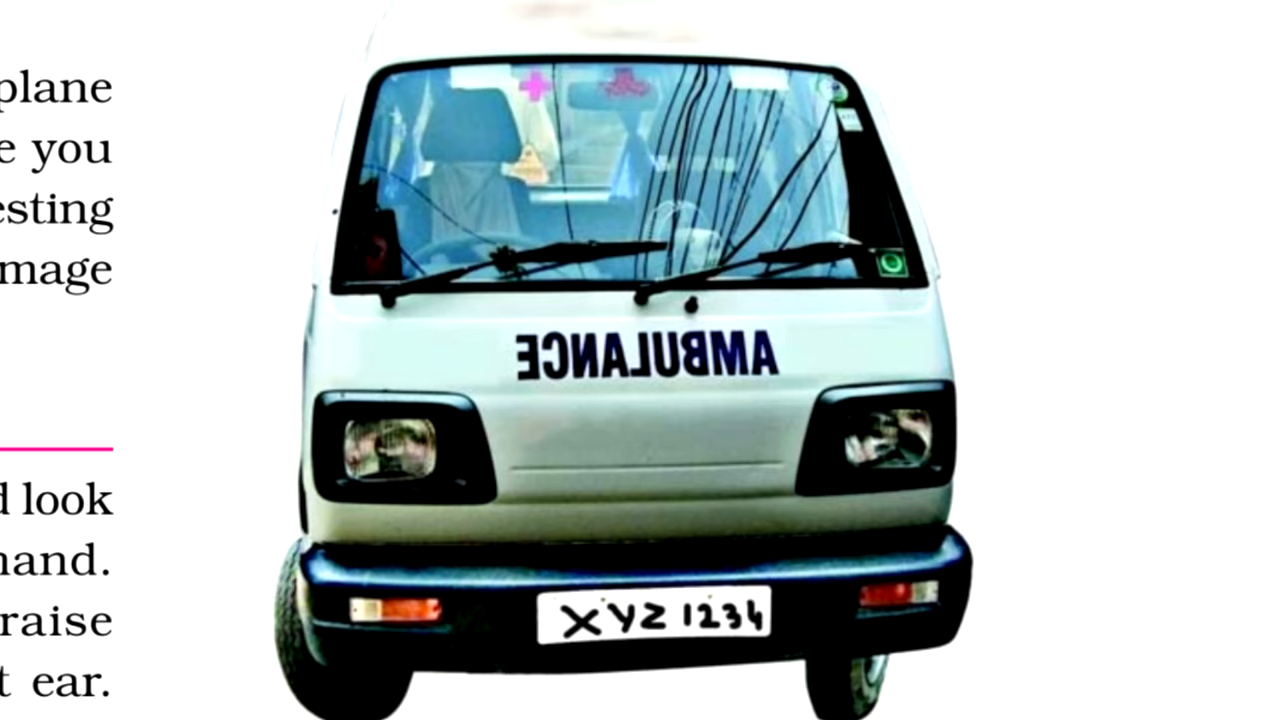 plane
e you
esting
mage
AMBULANCE
XYZ 1234
d look
hand.
raise
t ear.